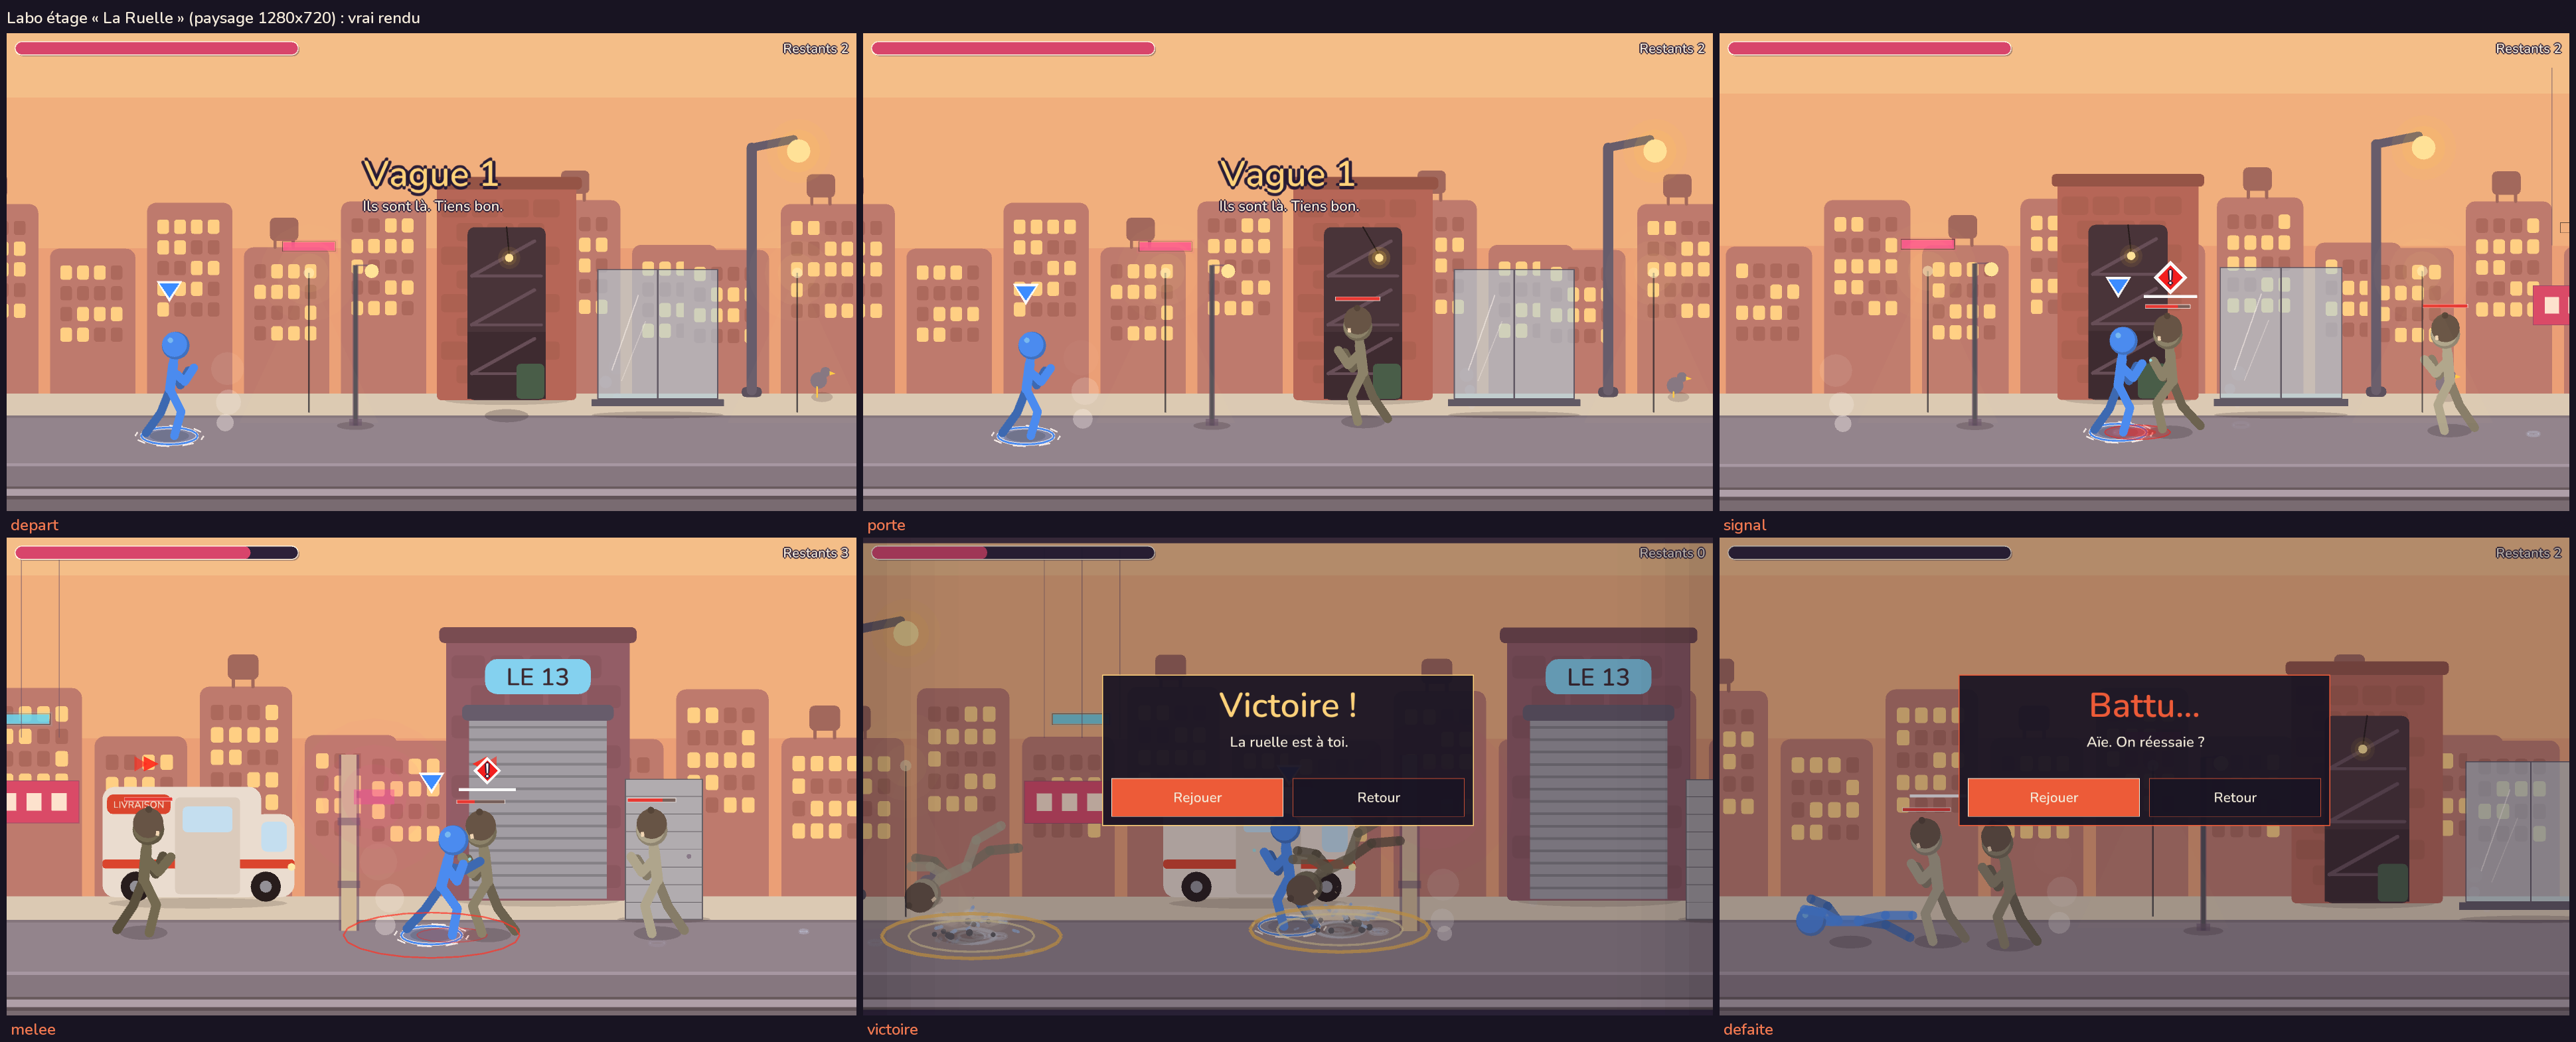 Labo étage « La Ruelle » (paysage 1280x720) : vrai rendu
Restants 2
Vague 1
Ils sont là. Tiens bon.
depart
Restants 2
Vague 1
Ils sont là. Tiens bon.
porte
Restants 2
!
signal
Restants 3
LE 13
!
LIVRAISON
melee
Restants 0
LE 13
Victoire !
La ruelle est à toi.
Rejouer
Retour
victoire
Restants 2
Battu...
Aïe. On réessaie ?
Rejouer
Retour
defaite